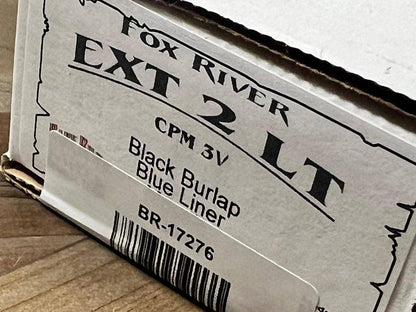 FOX RIVER
EXT 2 LT
CPM 3V
Black Burlap
Blue Liner
BR-17276